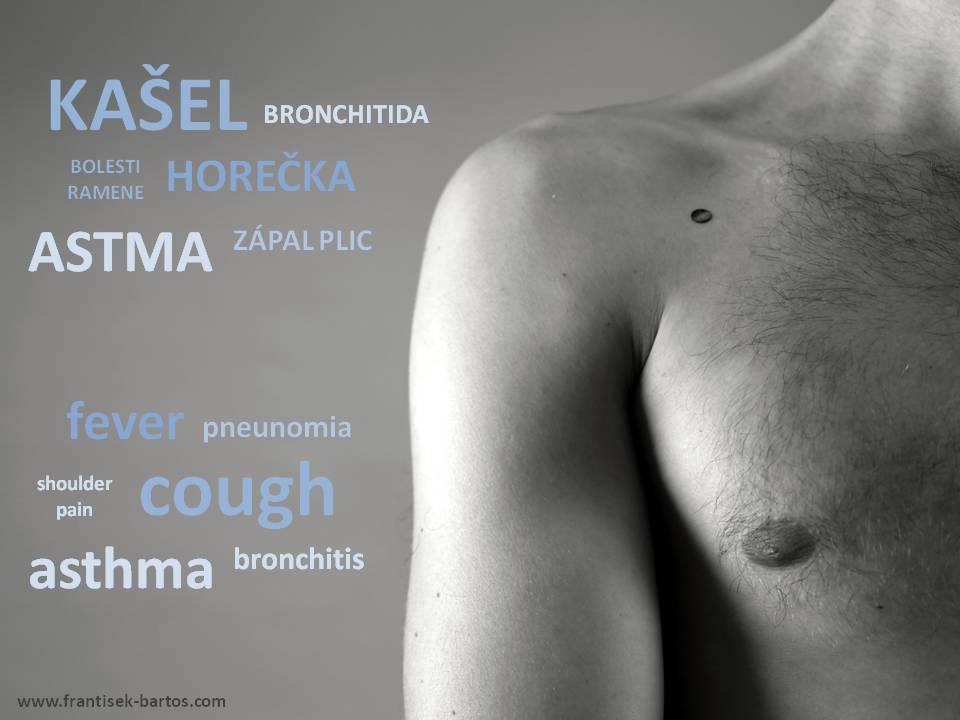 KAŠEL BRONCHITIDA
BOLESTI
RAMENE HOREČKA
ASTMA ZÁPAL PLIC
fever pneunomia
shoulder
pain cough
asthma bronchitis
www.frantisek-bartos.com